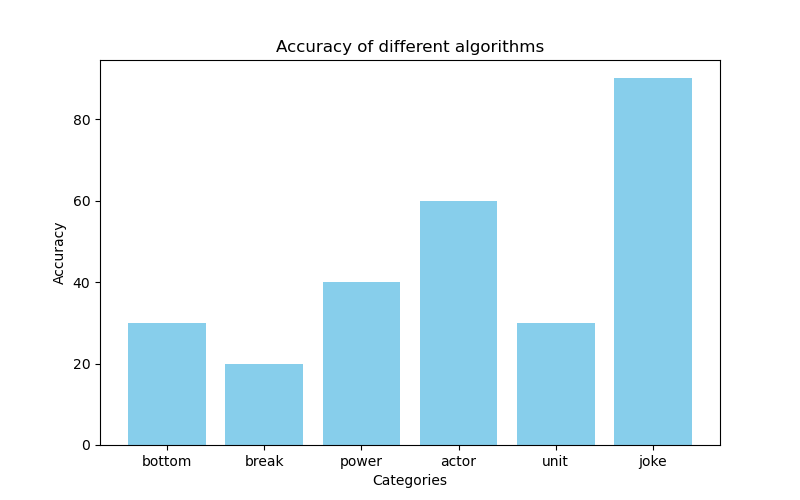 Accuracy of different algorithms
Accuracy
80
60
40
20
0
bottom break power actor unit joke
Categories